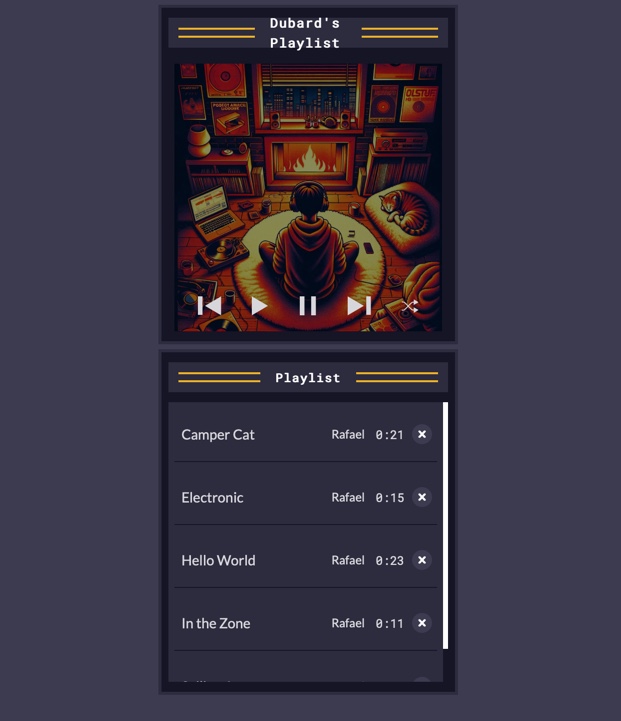 Dubard's
Playlist
Playlist
Camper Cat Rafael 0:21
Electronic Rafael 0:15
Hello World Rafael 0:23
In the Zone Rafael 0:11